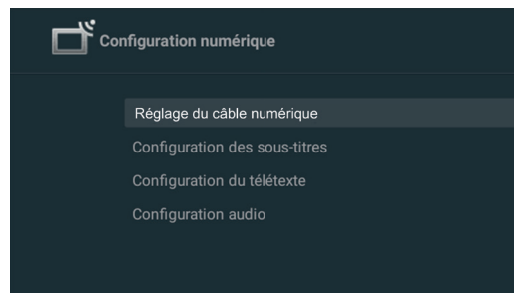 Configuration numérique
Réglage du câble numérique
Configuration des sous-titres
Configuration du télétexte
Configuration audio